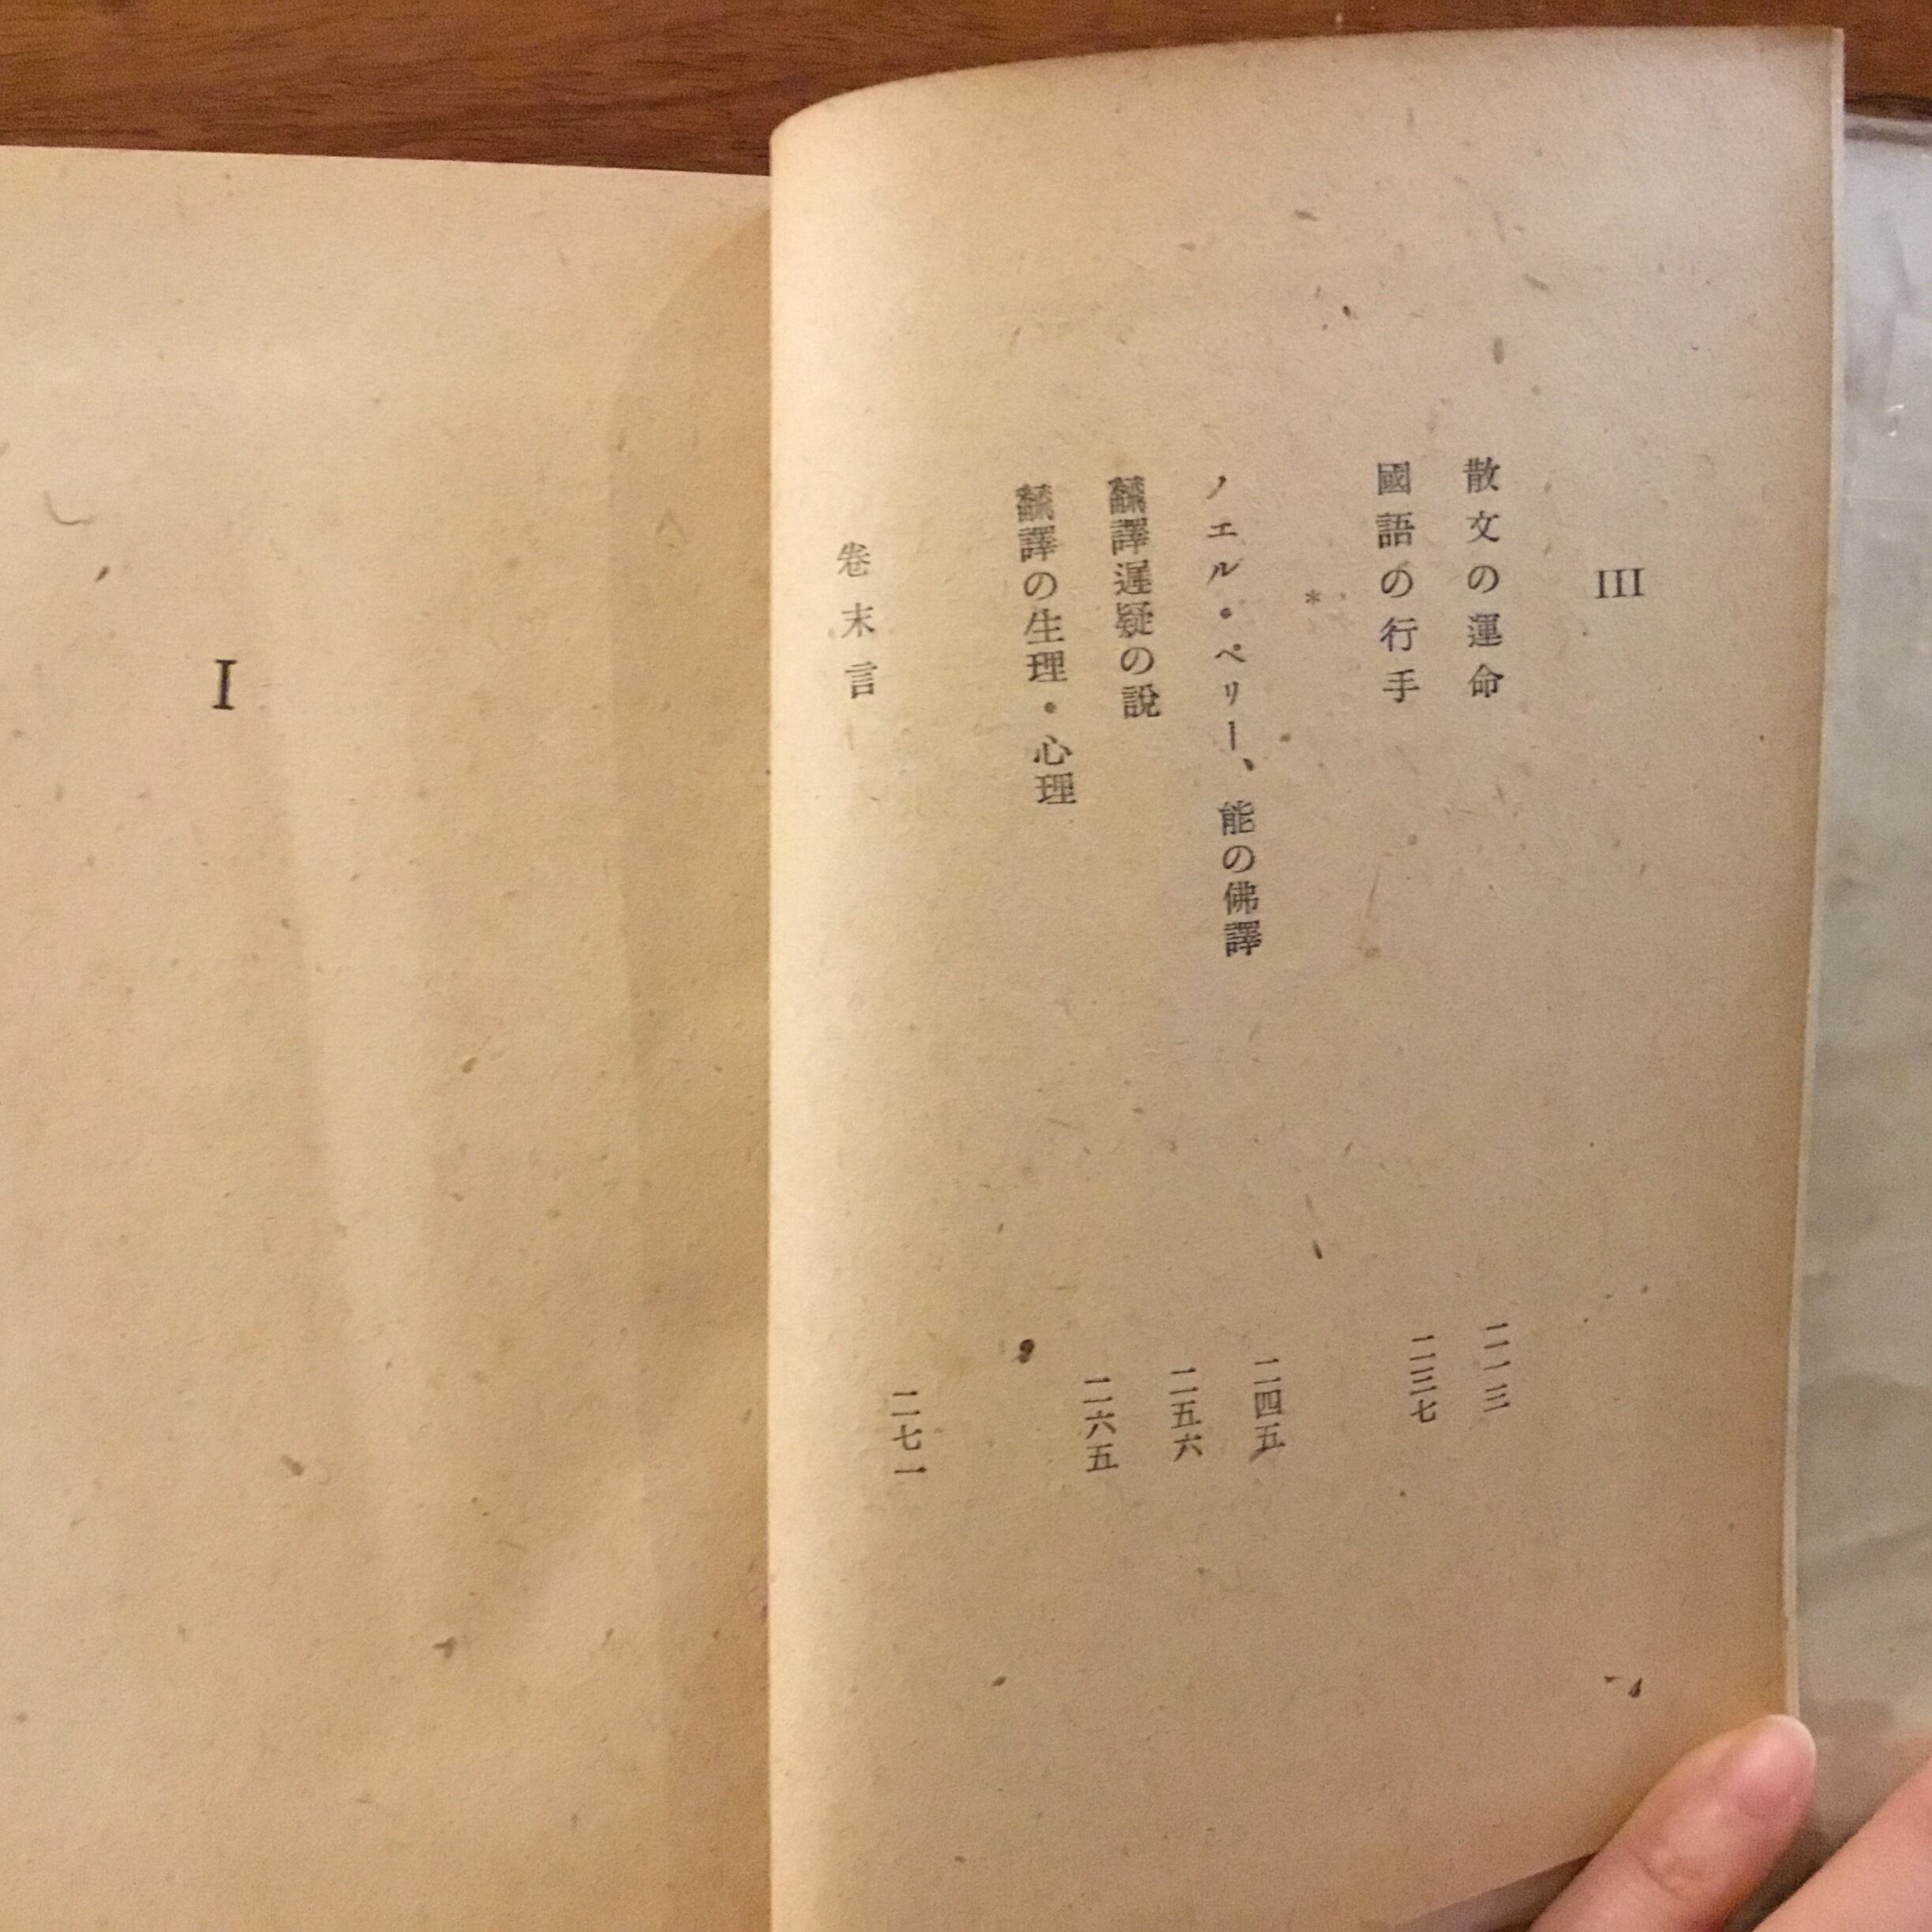 III
散文の運命 二一三
國語の行手 二三七
*
ノエル・ペリー、能の佛譯 二四五
飜譯遲疑の說 二五六
飜譯の生理・心理 二六五
卷末言 二七一
I